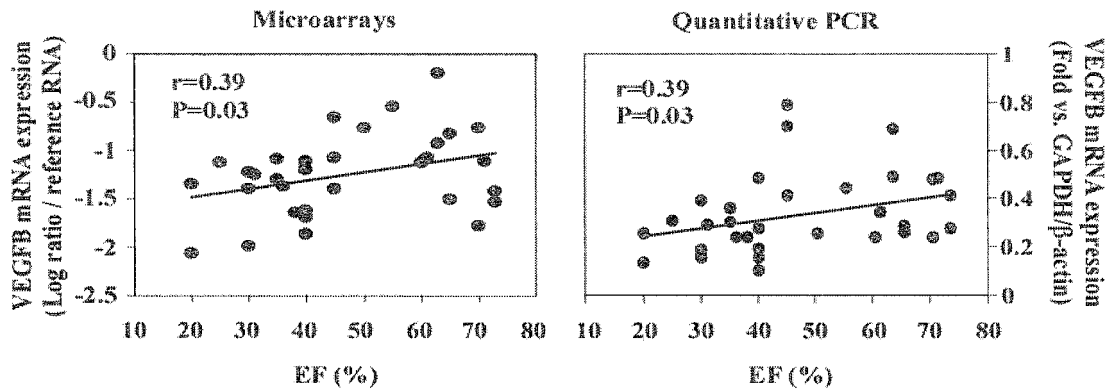 Microarrays
VEGFB mRNA expression
(Log ratio / reference RNA)
0
-0.5
-1
-1.5
-2
-2.5
r=0.39
P=0.03
10 20 30 40 50 60 70 80
EF (%)
Quantitative PCR
r=0.39
P=0.03
1
0.8
0.6
0.4
0.2
0
10 20 30 40 50 60 70 80
EF (%)
VEGFB mRNA expression
(Fold vs. GAPDH/β-actin)